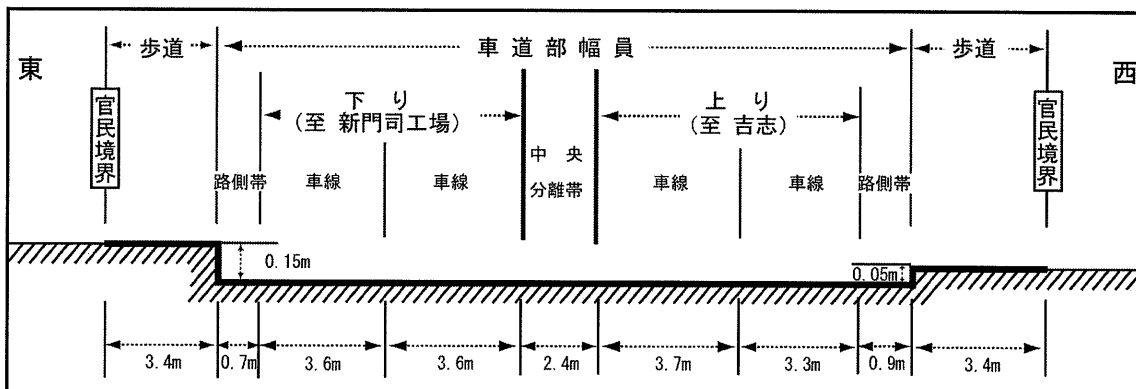 歩道
車道部幅員
歩道
東
西
官民境界
下り
(至 新門司工場)
上り
(至 吉志)
官民境界
中央
分離帯
路側帯
車線
車線
車線
車線
路側帯
0.15m
0.05m
3.4m
0.7m
3.6m
3.6m
2.4m
3.7m
3.3m
0.9m
3.4m